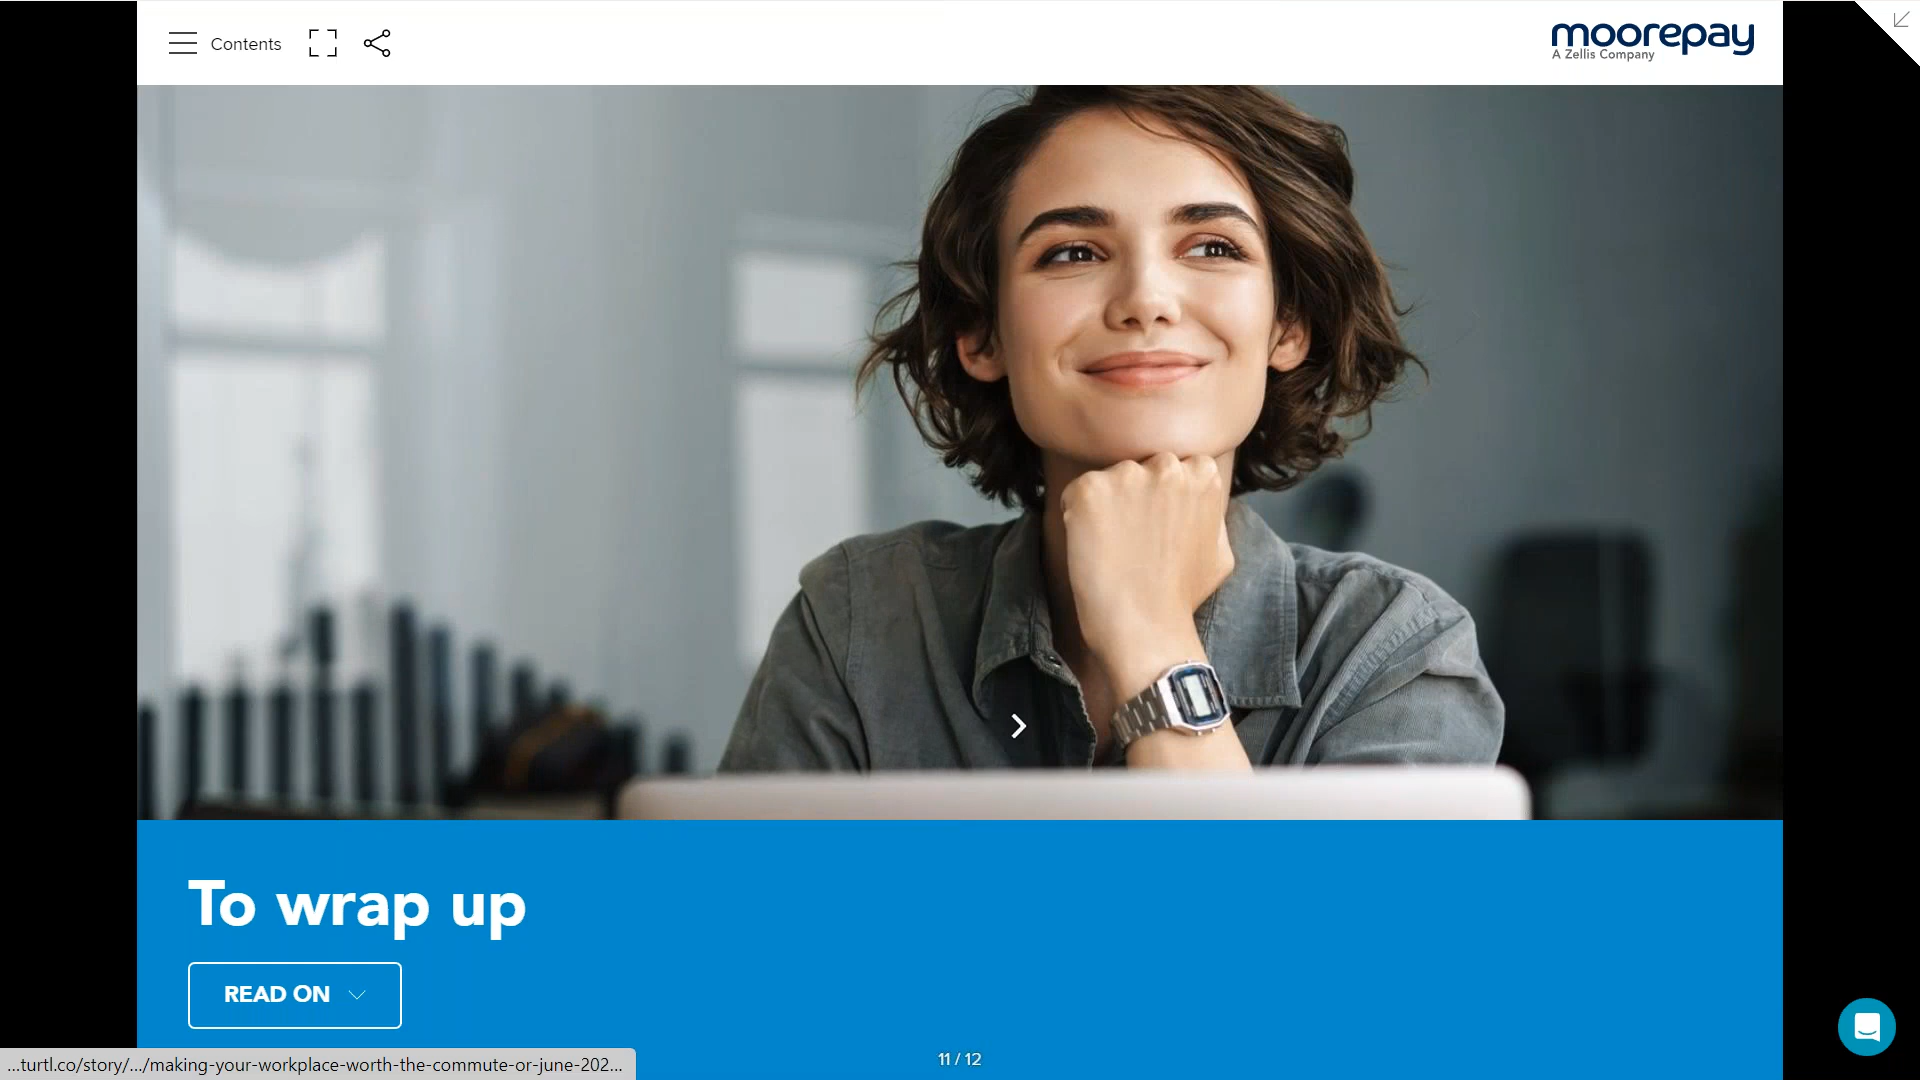 Contents
moorepay
A Zellis Company
To wrap up
READ ON
11 / 12
...turtl.co/story/.../making-your-workplace-worth-the-commute-or-june-202...